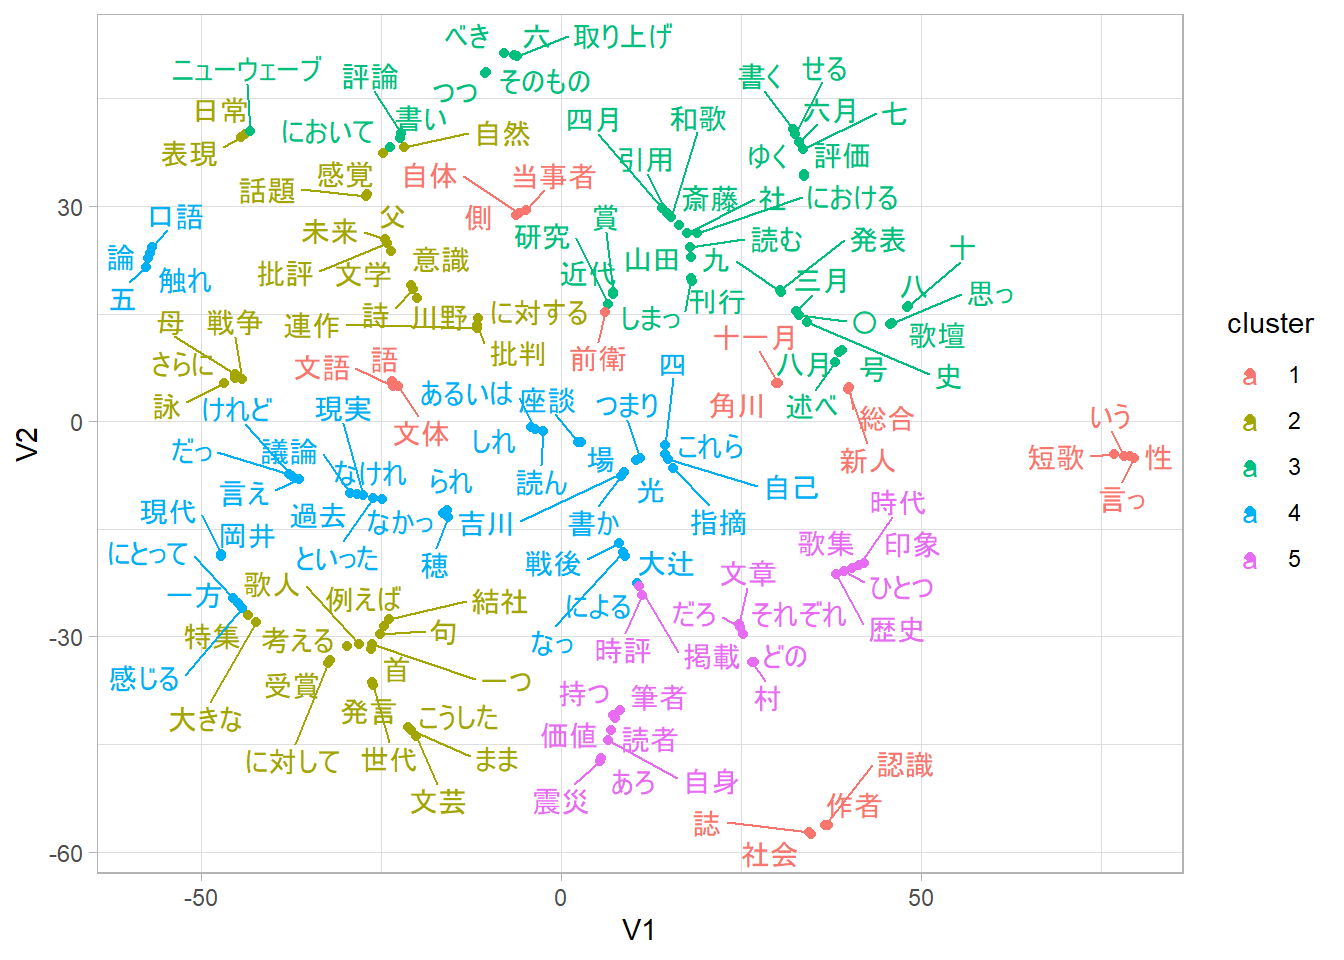 べき 六 取り上げ
ニューウェーブ 評論 つつ そのもの 書く せる
日常 において 書い 自然 四月 和歌 六月 七
表現 感覚 自体 当事者 引用 ゆく 評価
話題 父 側 賞 斎藤 社 における
口語 未来 研究 読む 発表 十
論 触れ 批評 文学 意識 近代 山田 九 三月 八 思っ
五 詩 川野 に対する しまっ 刊行 〇
母 戦争 連作 批判 前衛 十一月 歌壇
さらに 文語 語 四 八月 号 史
詠 けれど 現実 あるいは 座談 つまり 角川 述べ 総合 いう
だっ 議論 文体 しれ 場 これら 新人 短歌 性
言え なけれ られ 読ん 光 自己 言っ
現代 岡井 過去 なかっ 吉川 書か 指摘 時代
にとって といった 穂 戦後 大辻 歌集 印象
一方 歌人 例えば 結社 による 文章 ひとつ
特集 考える 句 なっ 時評 だろ それぞれ 歴史
感じる 受賞 首 一つ 掲載 どの
大きな 発言 こうした 持つ 筆者 村
に対して 世代 まま 価値 読者 認識
文芸 震災 あろ 自身 作者
誌
社会
30
0
-30
-60
-50 0 50
V1
V2
cluster
a 1
a 2
a 3
a 4
a 5